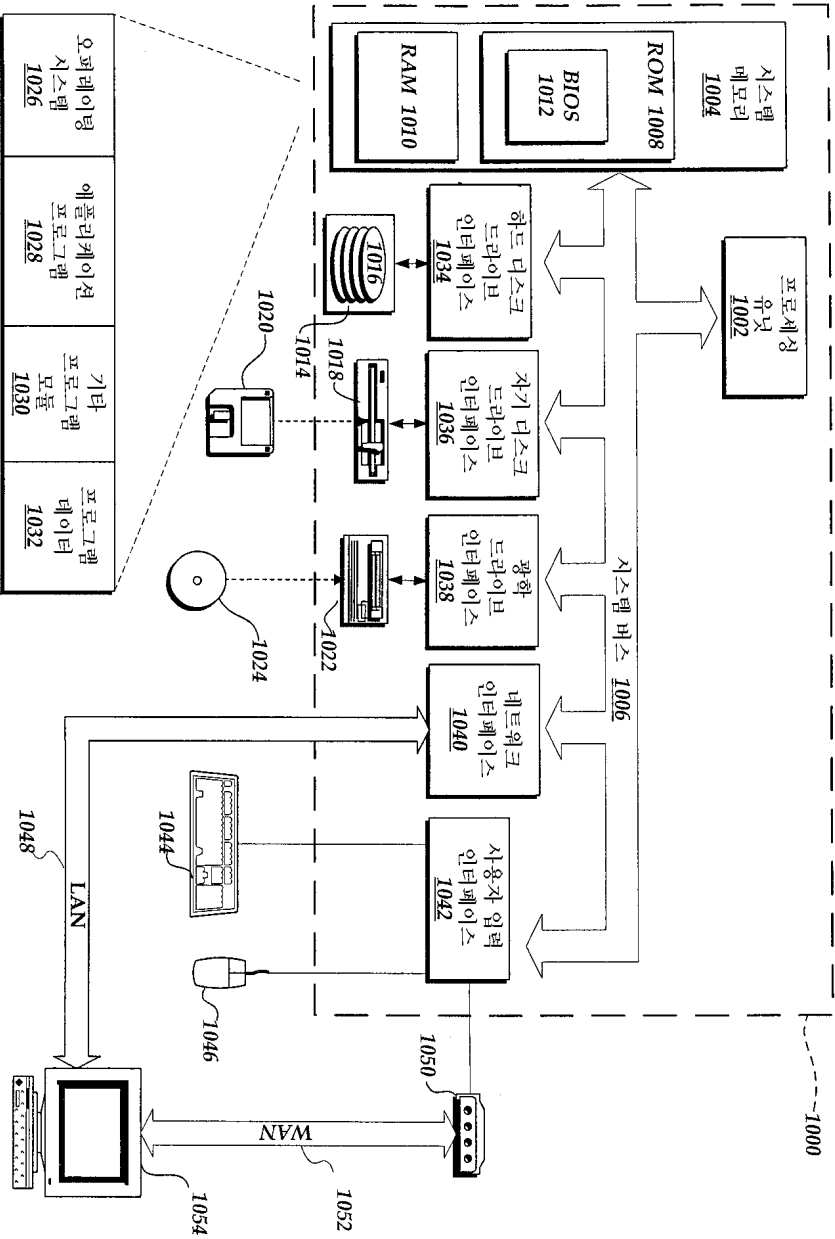 1000
프로세싱
유닛
1002
시스템
메모리
1004
ROM 1008
BIOS
1012
RAM 1010
시스템 버스 1006
하드 디스크
드라이브
인터페이스
1034
자기 디스크
드라이브
인터페이스
1036
광학
드라이브
인터페이스
1038
네트워크
인터페이스
1040
사용자 입력
인터페이스
1042
1016
1014
1018
1020
1022
1024
1044
1046
1050
WAN
1052
1054
LAN
1048
오퍼레이팅
시스템
1026
애플리케이션
프로그램
1028
기타
프로그램
모듈
1030
프로그램
데이터
1032